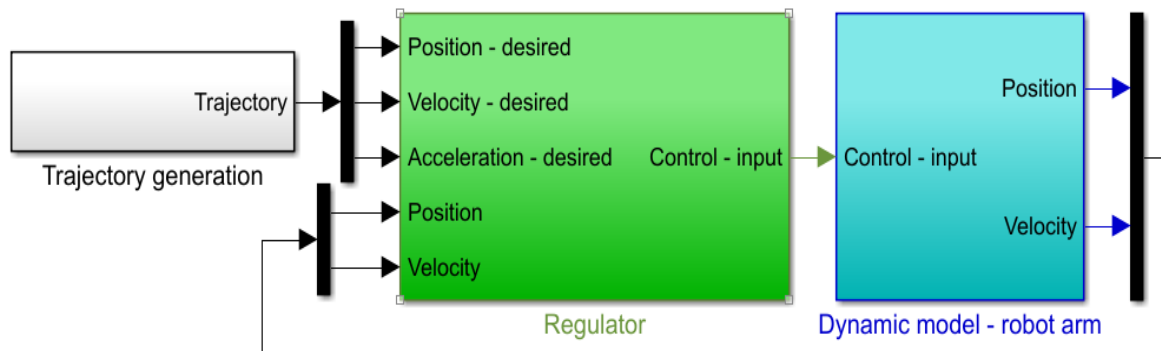 Trajectory
Trajectory generation
Position - desired
Velocity - desired
Acceleration - desired
Position
Velocity
Control - input
Regulator
Control - input
Position
Velocity
Dynamic model - robot arm